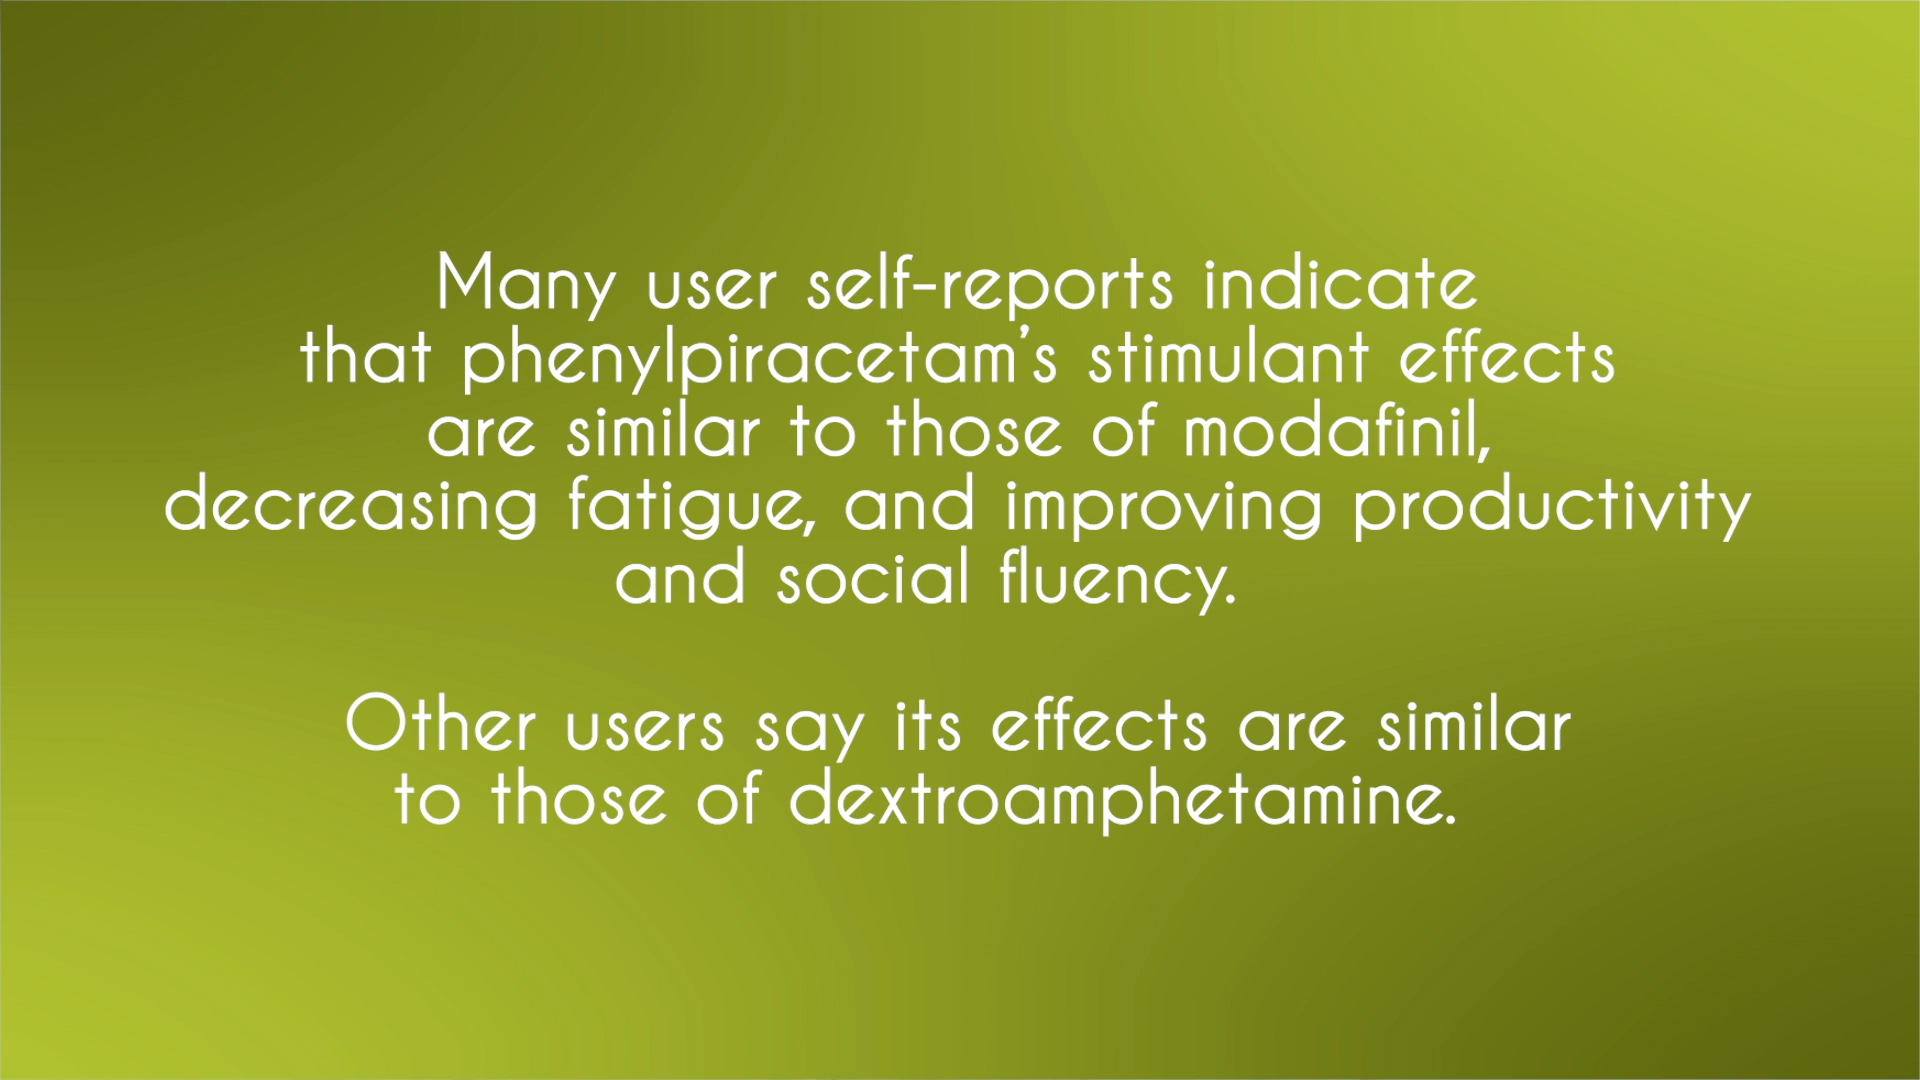 Many user self-reports indicate
that phenylpiracetam’s stimulant effects
are similar to those of modafinil,
decreasing fatigue, and improving productivity
and social fluency.
Other users say its effects are similar
to those of dextroamphetamine.